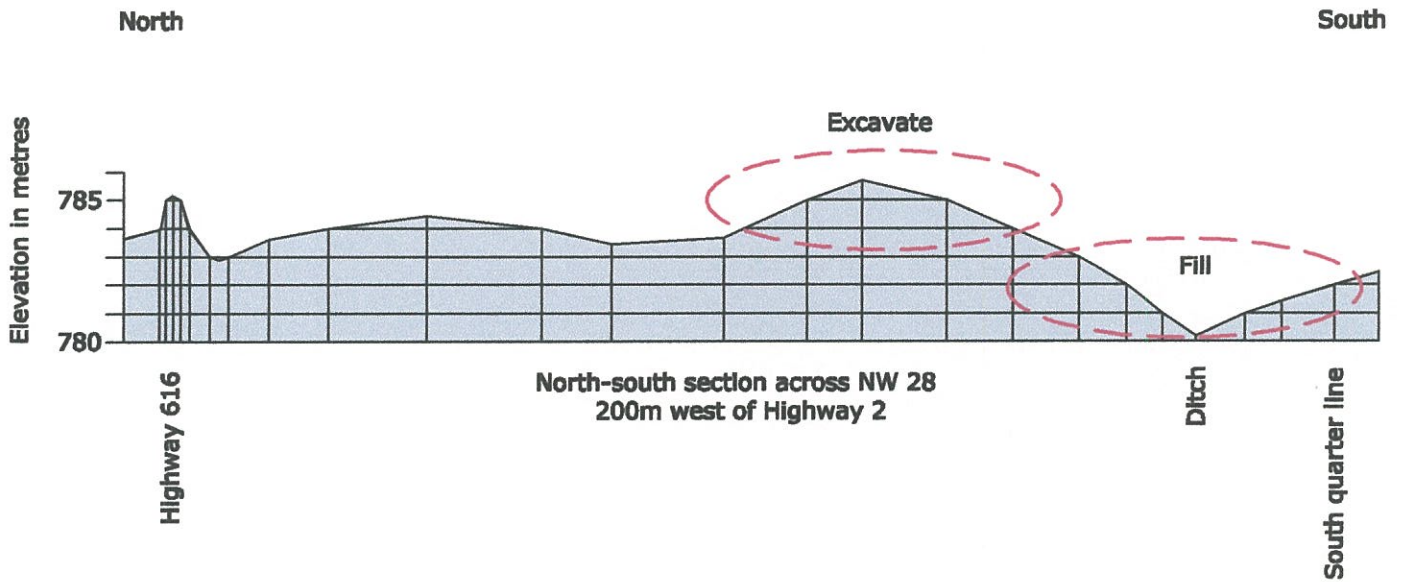 North
South
Elevation in metres
785
780
Excavate
Fill
Highway 616
North-south section across NW 28
200m west of Highway 2
Ditch
South quarter line